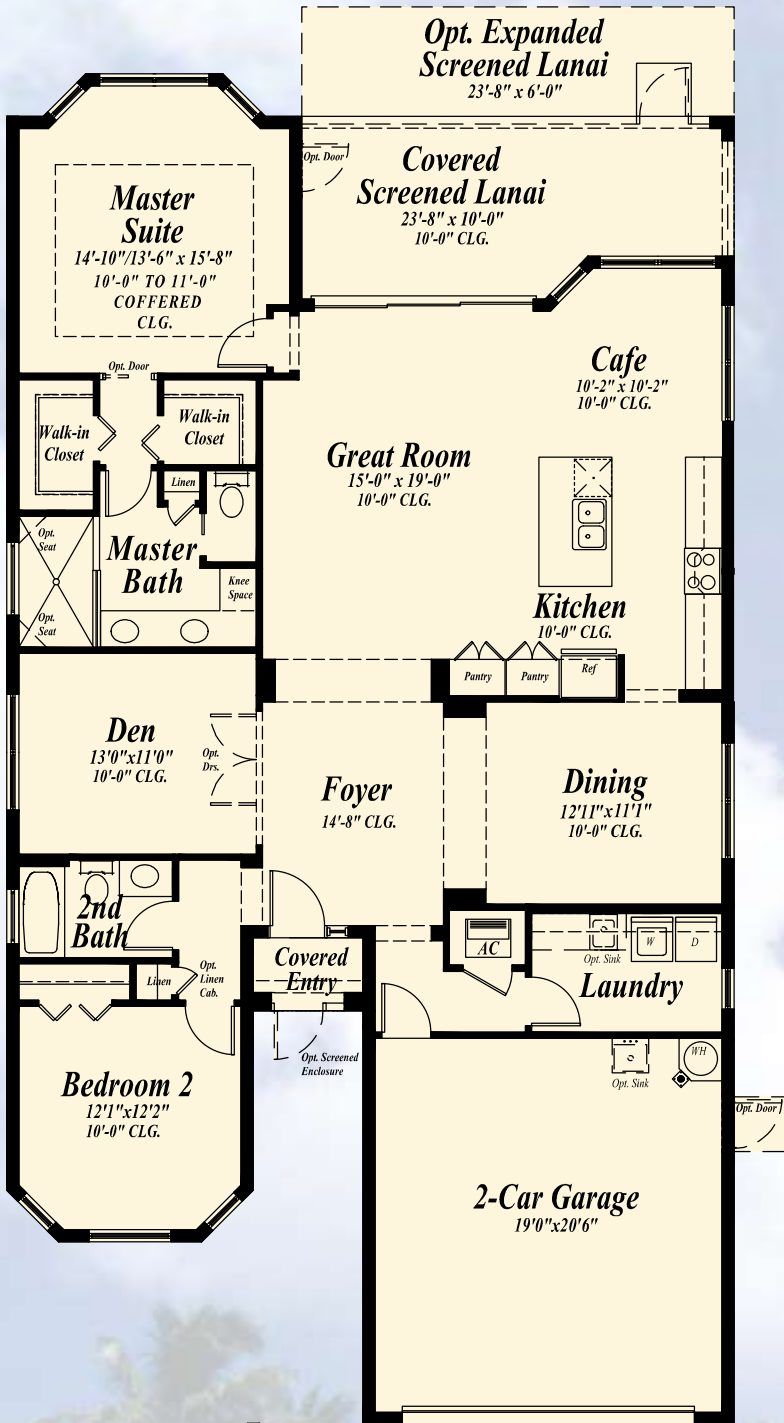 Opt. Expanded
Screened Lanai
23'-8" x 6'-0"
Opt. Door
Covered
Screened Lanai
23'-8" x 10'-0"
10'-0" CLG.
Master
Suite
14'-10"/13'-6" x 15'-8"
10'-0" TO 11'-0"
COFFERED
CLG.
Opt. Door
Cafe
10'-2" x 10'-2"
10'-0" CLG.
Walk-in
Closet
Walk-in
Closet
Great Room
15'-0" x 19'-0"
10'-0" CLG.
Linen
Opt.
Seat
Master
Bath
Knee
Space
Opt.
Seat
Kitchen
10'-0" CLG.
Pantry
Pantry
Ref
Den
13'0"x11'0"
10'-0" CLG.
Opt.
Drs.
Foyer
14'-8" CLG.
Dining
12'11"x11'1"
10'-0" CLG.
2nd
Bath
Linen
Opt.
Linen
Cab.
Covered
Entry
AC
Opt. Sink
W
D
Laundry
Opt. Screened
Enclosure
Opt. Sink
WH
Bedroom 2
12'1"x12'2"
10'-0" CLG.
Opt. Door
2-Car Garage
19'0"x20'6"